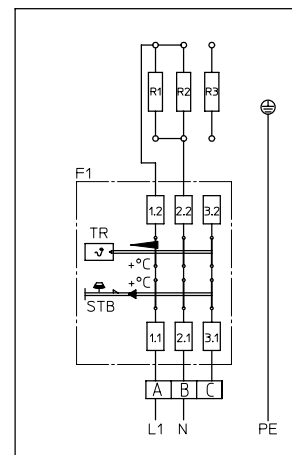 R1 R2 R3
F1
1.2 2.2 3.2
TR
ϑ
+°C
+°C
STB
1.1 2.1 3.1
A B C
L1 N PE